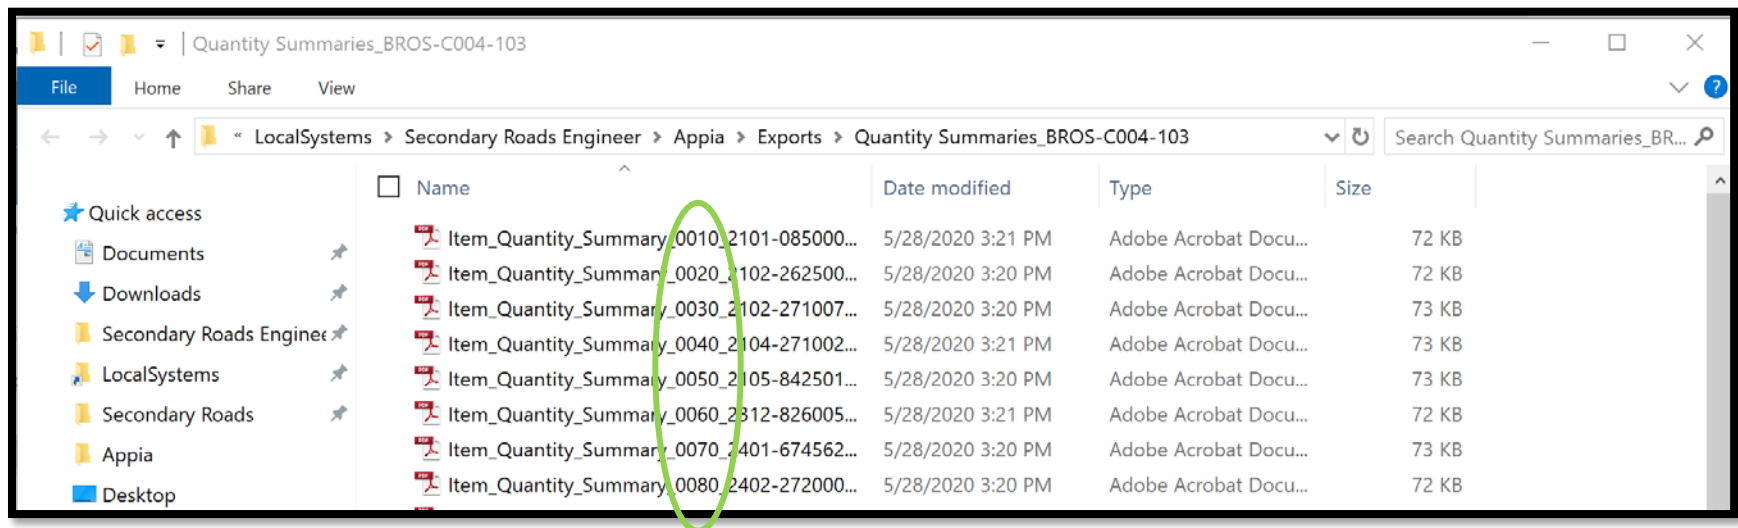 Quantity Summaries_BROS-C004-103
File Home Share View
« LocalSystems > Secondary Roads Engineer > Appia > Exports > Quantity Summaries_BROS-C004-103
Search Quantity Summaries_BR...
Name Date modified Type Size
Quick access
Documents
Downloads
Secondary Roads Enginee
LocalSystems
Secondary Roads
Appia
Desktop
Item_Quantity_Summary_0010_2101-085000... 5/28/2020 3:21 PM Adobe Acrobat Docu... 72 KB
Item_Quantity_Summary_0020_2102-262500... 5/28/2020 3:20 PM Adobe Acrobat Docu... 72 KB
Item_Quantity_Summary_0030_2102-271007... 5/28/2020 3:20 PM Adobe Acrobat Docu... 73 KB
Item_Quantity_Summary_0040_2104-271002... 5/28/2020 3:21 PM Adobe Acrobat Docu... 73 KB
Item_Quantity_Summary_0050_2105-842501... 5/28/2020 3:20 PM Adobe Acrobat Docu... 73 KB
Item_Quantity_Summary_0060_2312-826005... 5/28/2020 3:21 PM Adobe Acrobat Docu... 72 KB
Item_Quantity_Summary_0070_2401-674562... 5/28/2020 3:20 PM Adobe Acrobat Docu... 73 KB
Item_Quantity_Summary_0080_2402-272000... 5/28/2020 3:20 PM Adobe Acrobat Docu... 72 KB